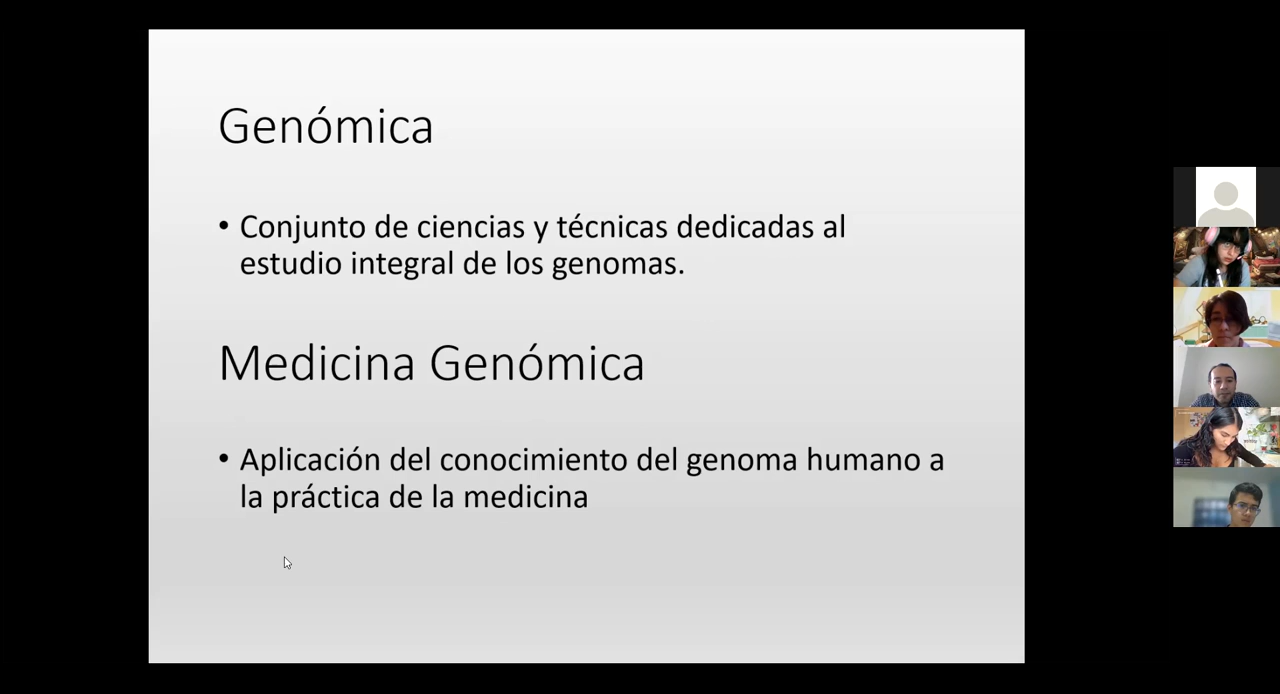 Genómica
• Conjunto de ciencias y técnicas dedicadas al
estudio integral de los genomas.
Medicina Genómica
• Aplicación del conocimiento del genoma humano a
la práctica de la medicina